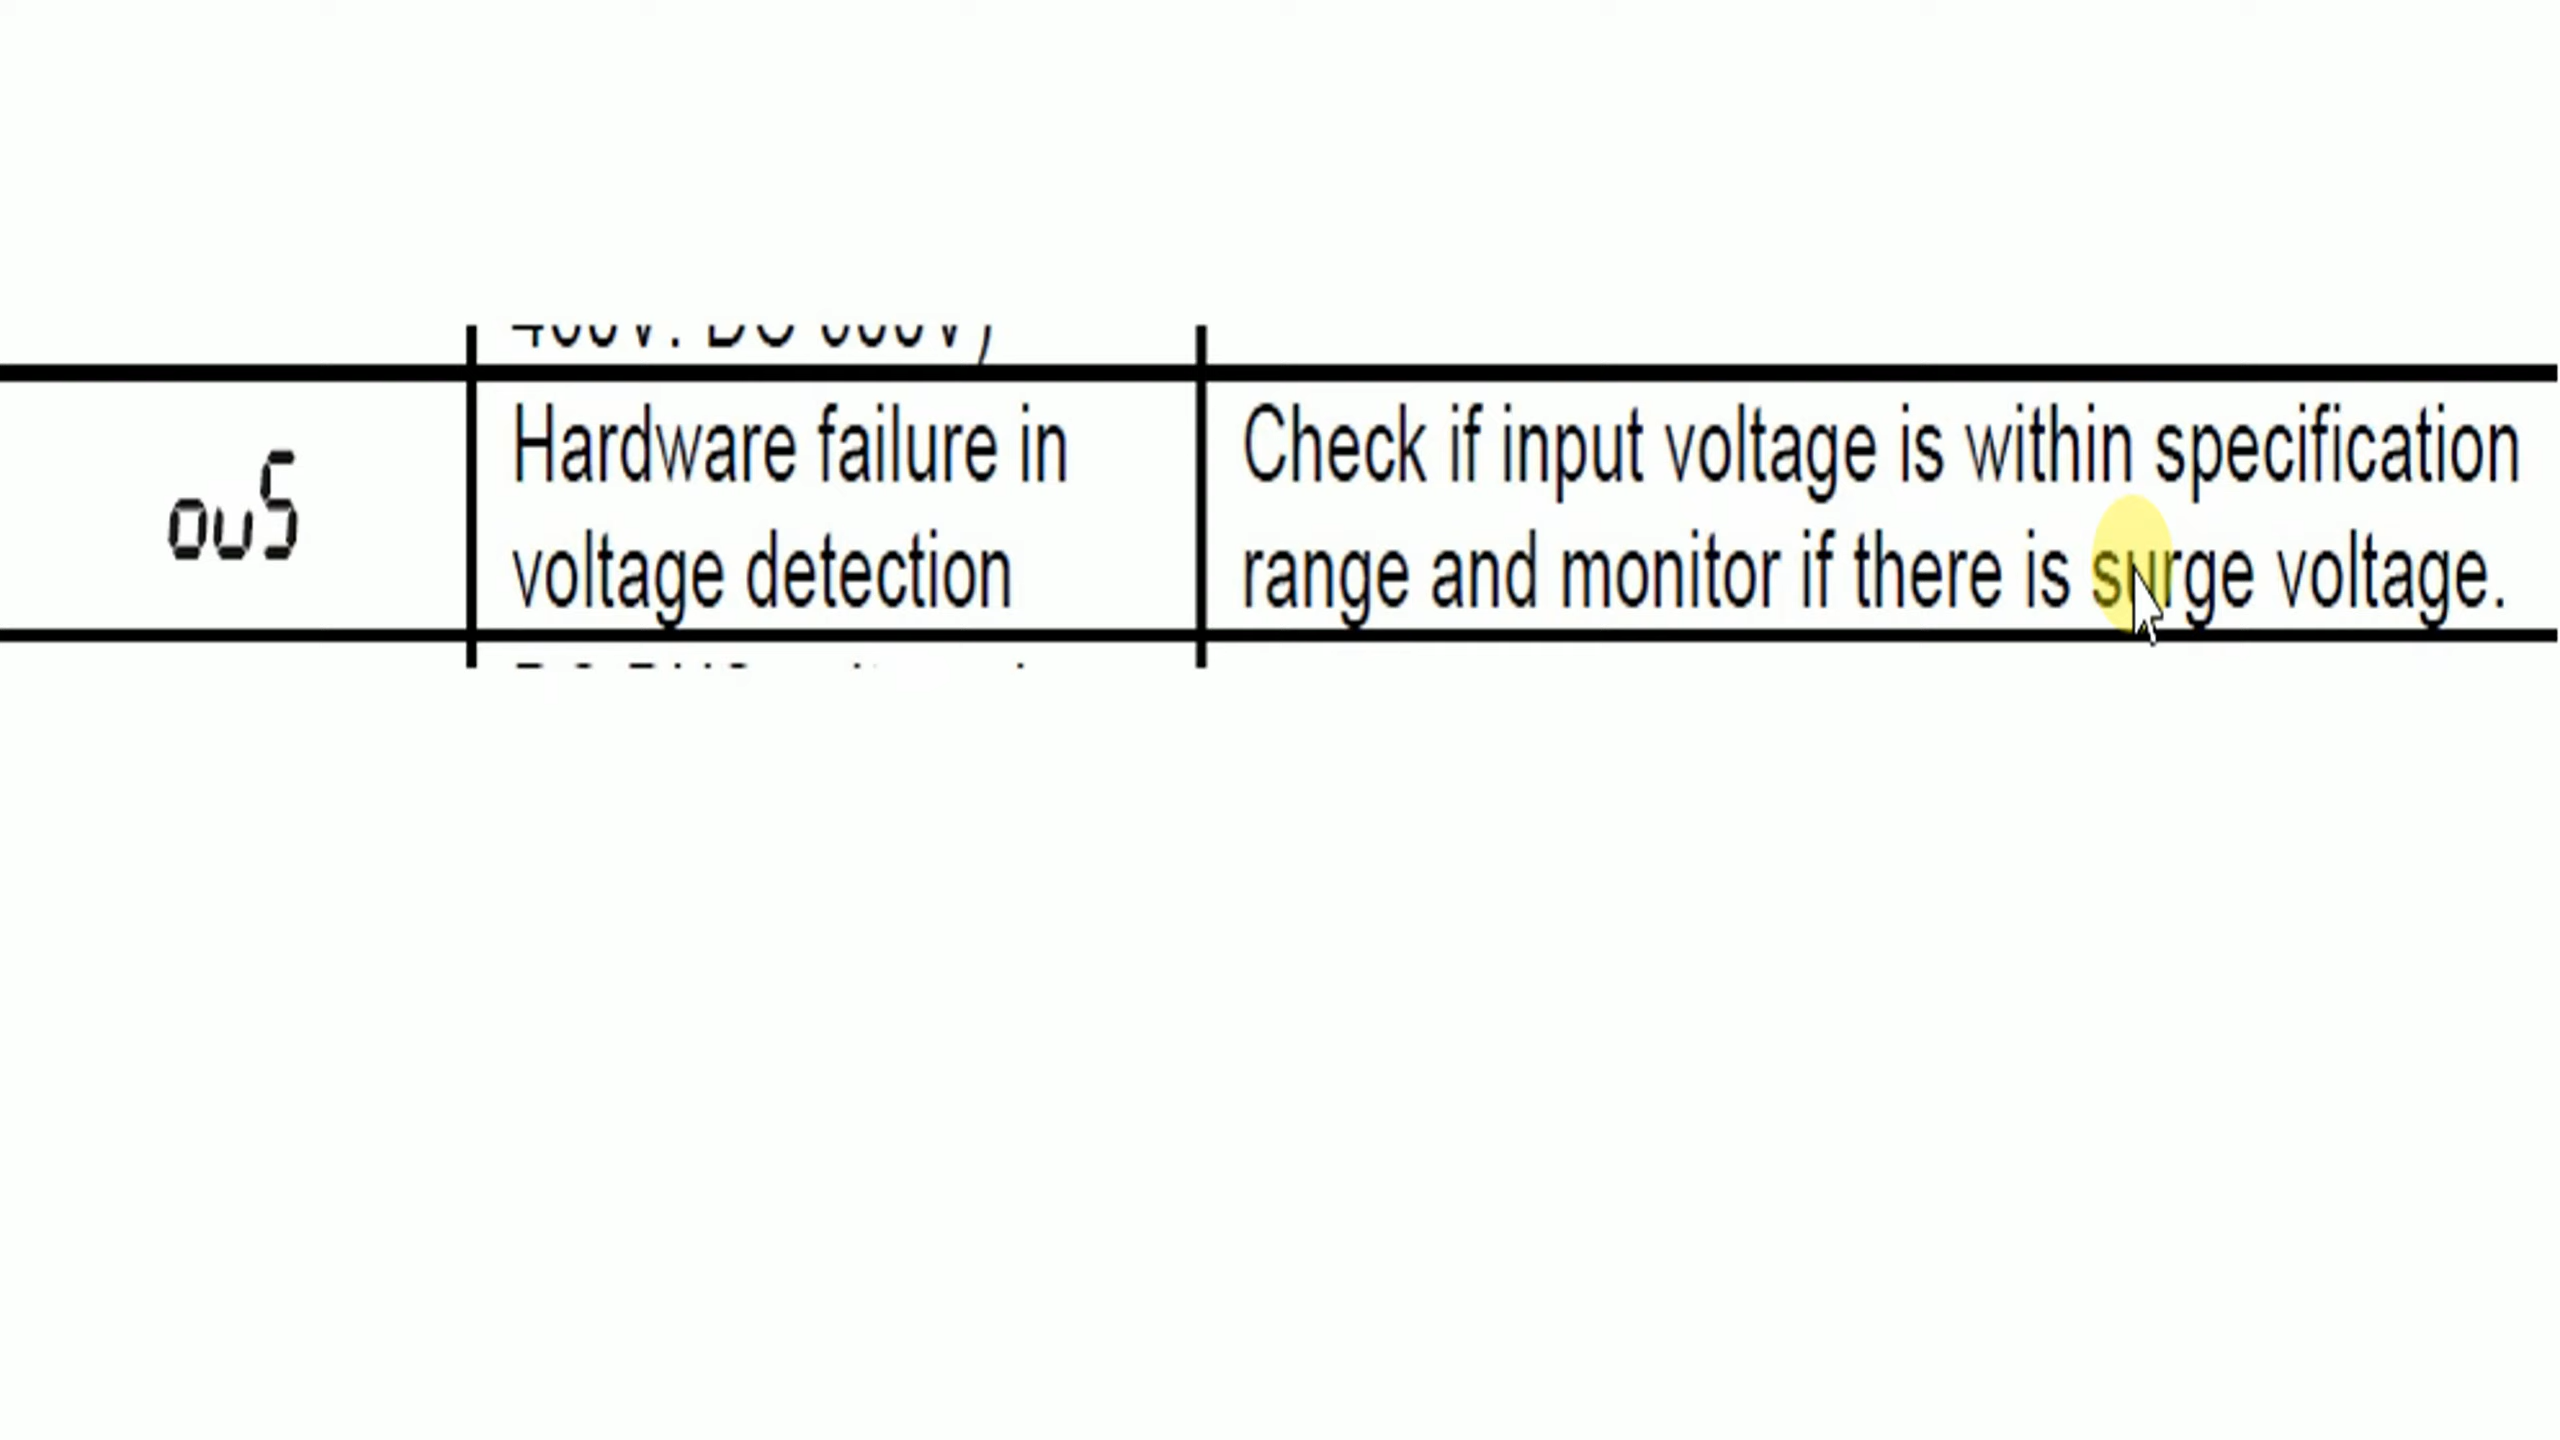 ouS
Hardware failure in
voltage detection
Check if input voltage is within specification
range and monitor if there is surge voltage.